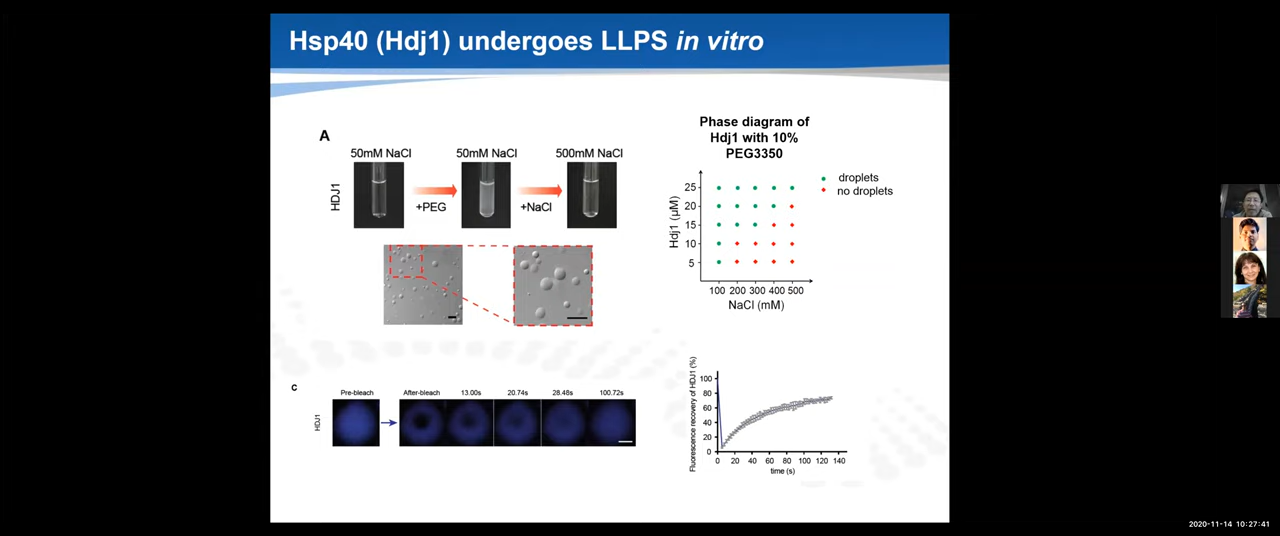 Hsp40 (Hdj1) undergoes LLPS in vitro
A
50mM NaCl
50mM NaCl
500mM NaCl
HDJ1
+PEG
+NaCl
Phase diagram of
Hdj1 with 10%
PEG3350
droplets
no droplets
Hdj1 (μM)
25
20
15
10
5
100 200 300 400 500
NaCl (mM)
C
Pre-bleach
After-bleach
13.00s
20.74s
28.48s
100.72s
HDJ1
Fluorescence recovery of HDJ1 (%)
100
80
60
40
20
0
0 20 40 60 80 100 120 140
time (s)
2020-11-14 10:27:41